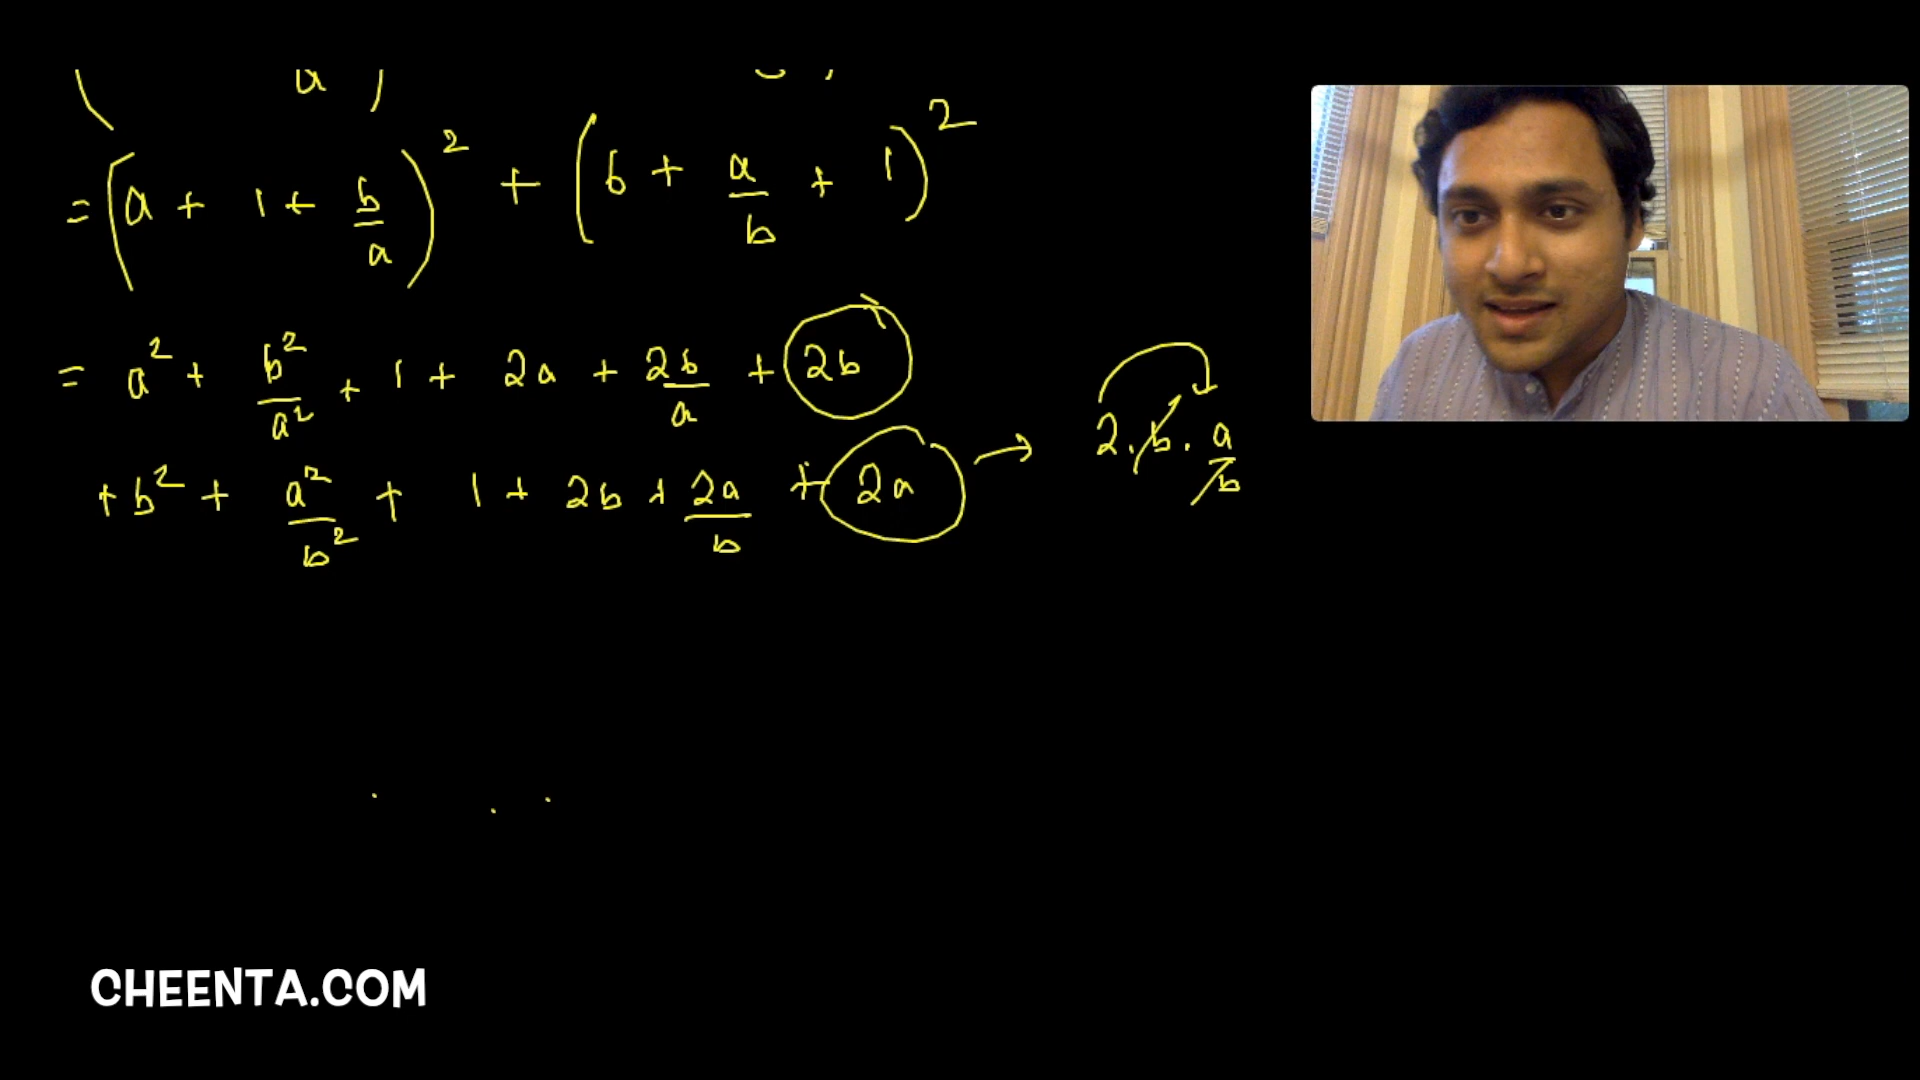 ( a )
= (a + 1 + b/a)² + (b + a/b + 1)²
= a² + b²/a² + 1 + 2a + 2b/a + 2b
+ b² + a²/b² + 1 + 2b + 2a/b + 2a → 2 . b . a/b
CHEENTA.COM